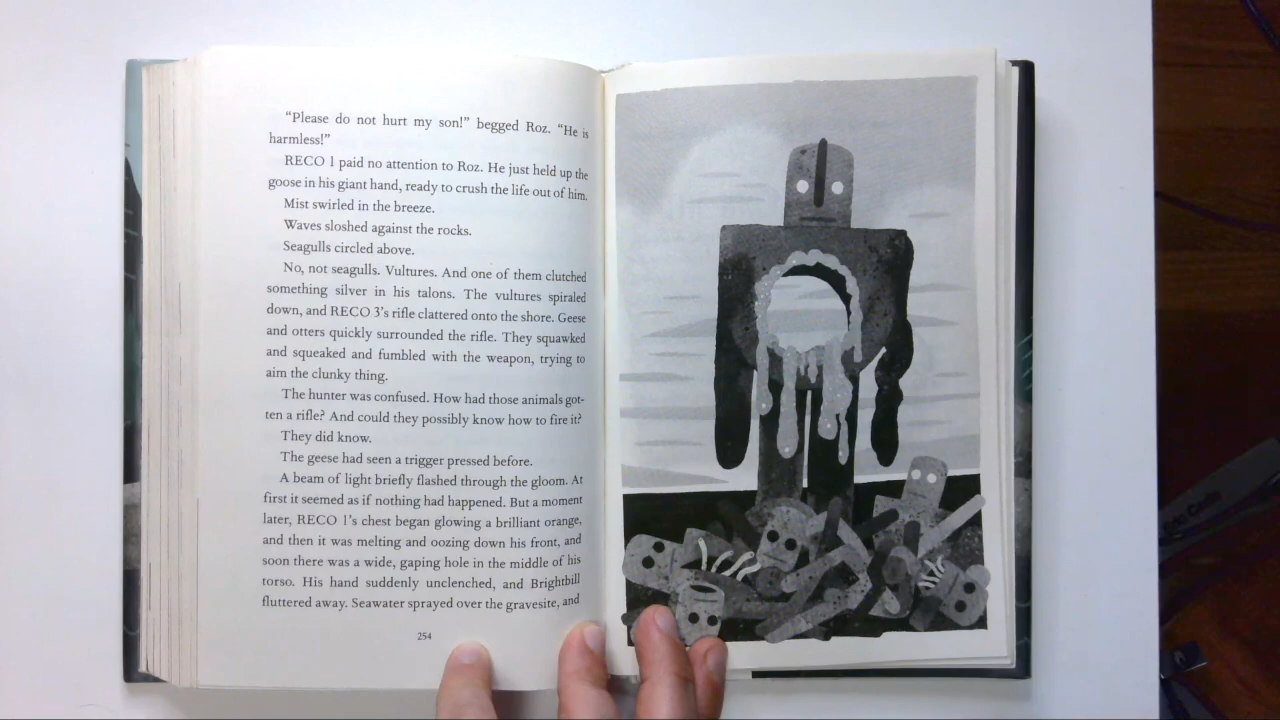 “Please do not hurt my son!” begged Roz. “He is
harmless!”
RECO 1 paid no attention to Roz. He just held up the
goose in his giant hand, ready to crush the life out of him.
Mist swirled in the breeze.
Waves sloshed against the rocks.
Seagulls circled above.
No, not seagulls. Vultures. And one of them clutched
something silver in his talons. The vultures spiraled
down, and RECO 3’s rifle clattered onto the shore. Geese
and otters quickly surrounded the rifle. They squawked
and squeaked and fumbled with the weapon, trying to
aim the clunky thing.
The hunter was confused. How had those animals got-
ten a rifle? And could they possibly know how to fire it?
They did know.
The geese had seen a trigger pressed before.
A beam of light briefly flashed through the gloom. At
first it seemed as if nothing had happened. But a moment
later, RECO 1’s chest began glowing a brilliant orange,
and then it was melting and oozing down his front, and
soon there was a wide, gaping hole in the middle of his
torso. His hand suddenly unclenched, and Brightbill
fluttered away. Seawater sprayed over the gravesite, and
254